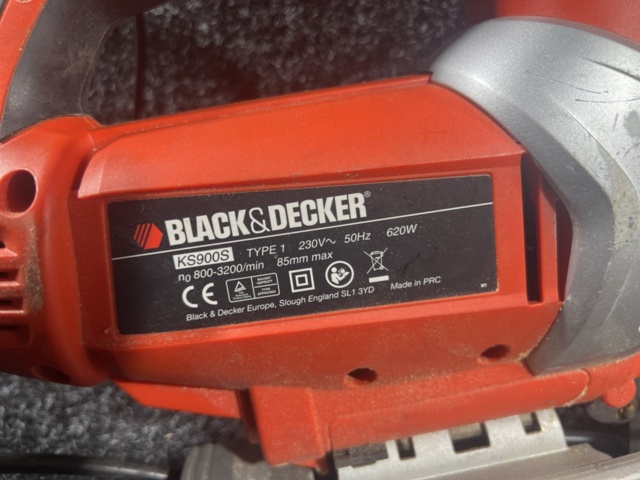 BLACK&DECKER®
KS900S TYPE 1 230V~ 50Hz 620W
n0 800-3200/min 85mm max
CE Made in PRC
Black & Decker Europe, Slough England SL1 3YD